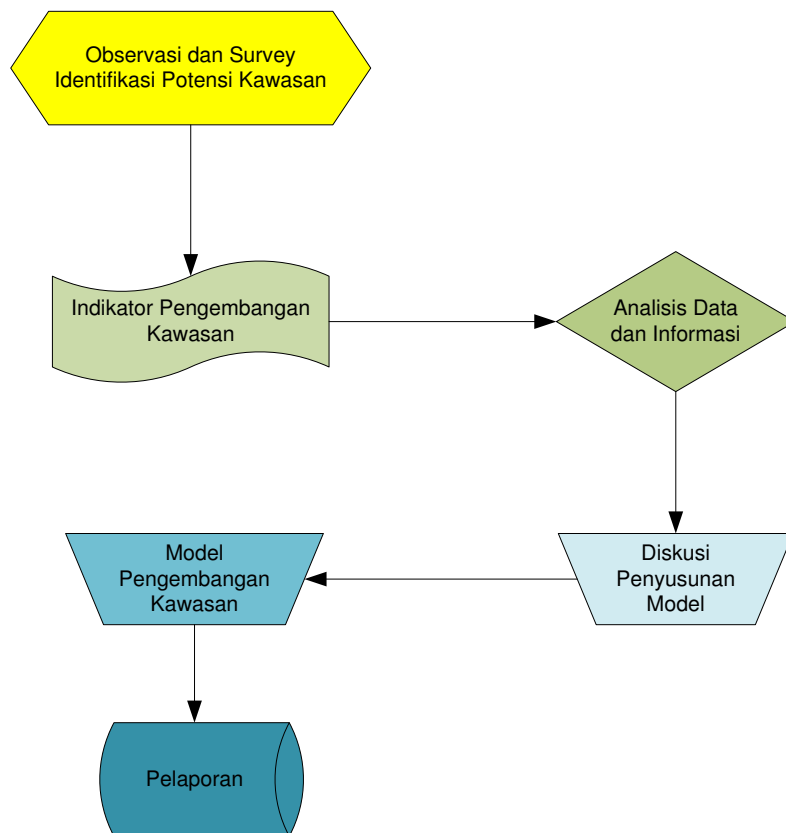 Observasi dan Survey
Identifikasi Potensi Kawasan
Indikator Pengembangan
Kawasan
Analisis Data
dan Informasi
Diskusi
Penyusunan
Model
Model
Pengembangan
Kawasan
Pelaporan